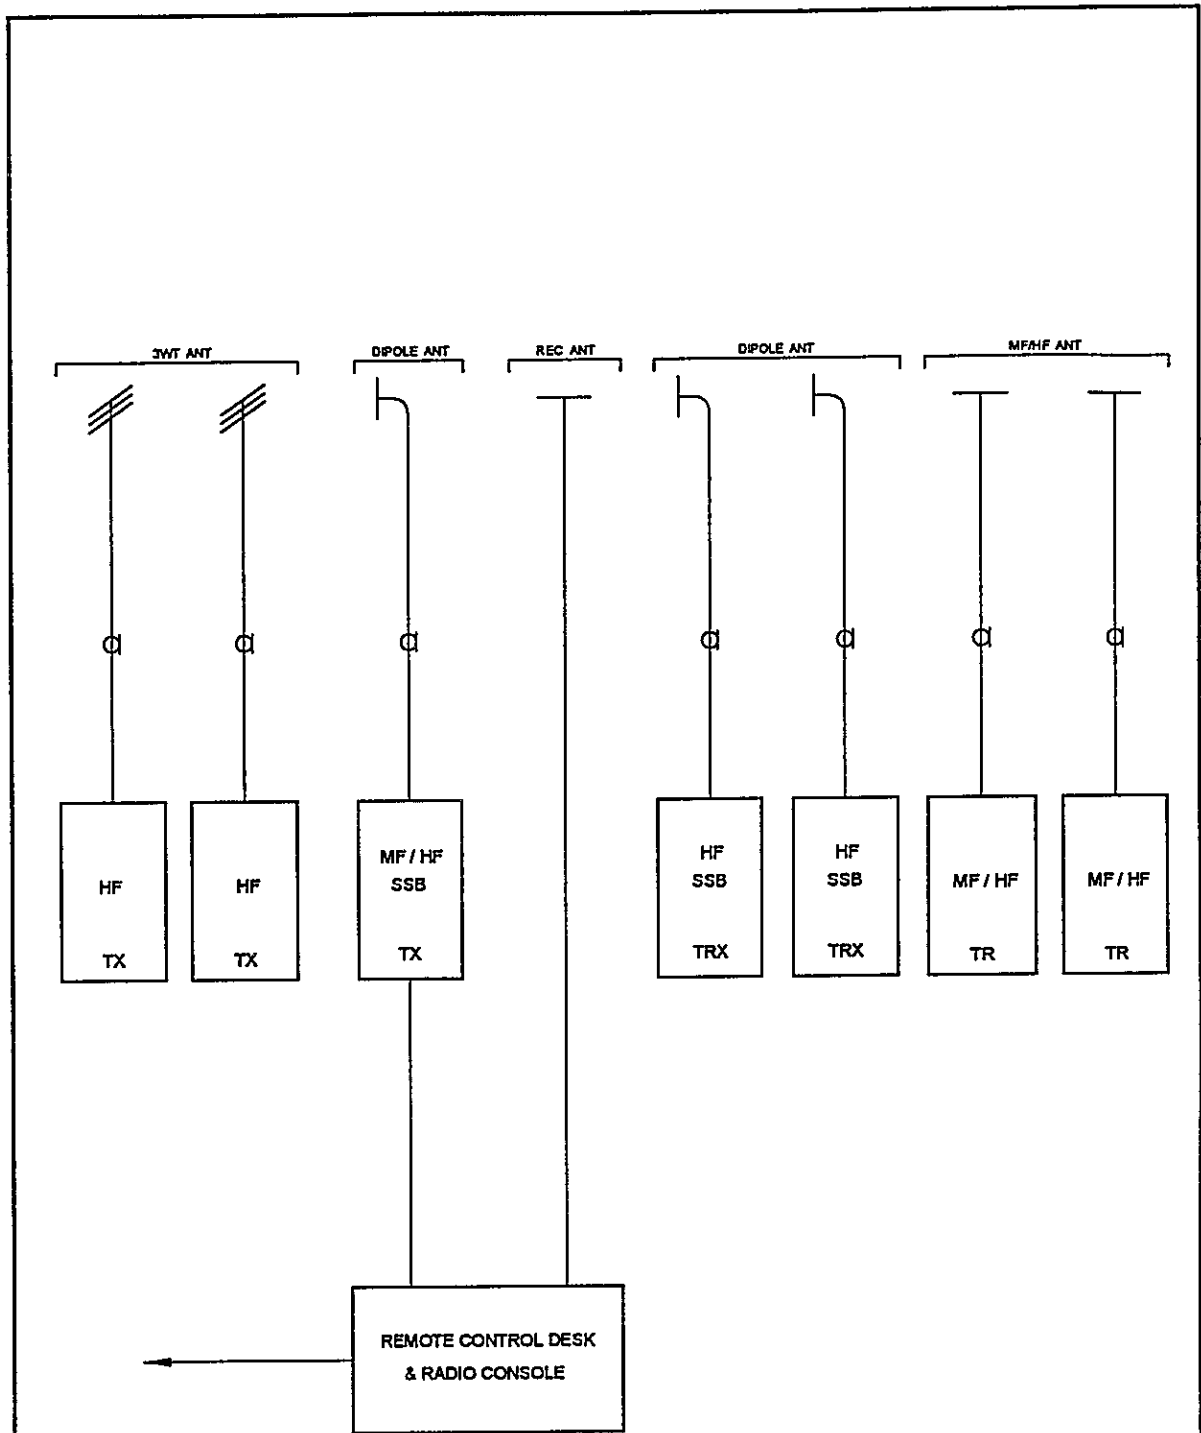 3WT ANT
DIPOLE ANT
REC ANT
DIPOLE ANT
MF/HF ANT
a
a
a
a
a
a
a
HF
TX
HF
TX
MF / HF
SSB
TX
HF
SSB
TRX
HF
SSB
TRX
MF / HF
TR
MF / HF
TR
REMOTE CONTROL DESK
& RADIO CONSOLE